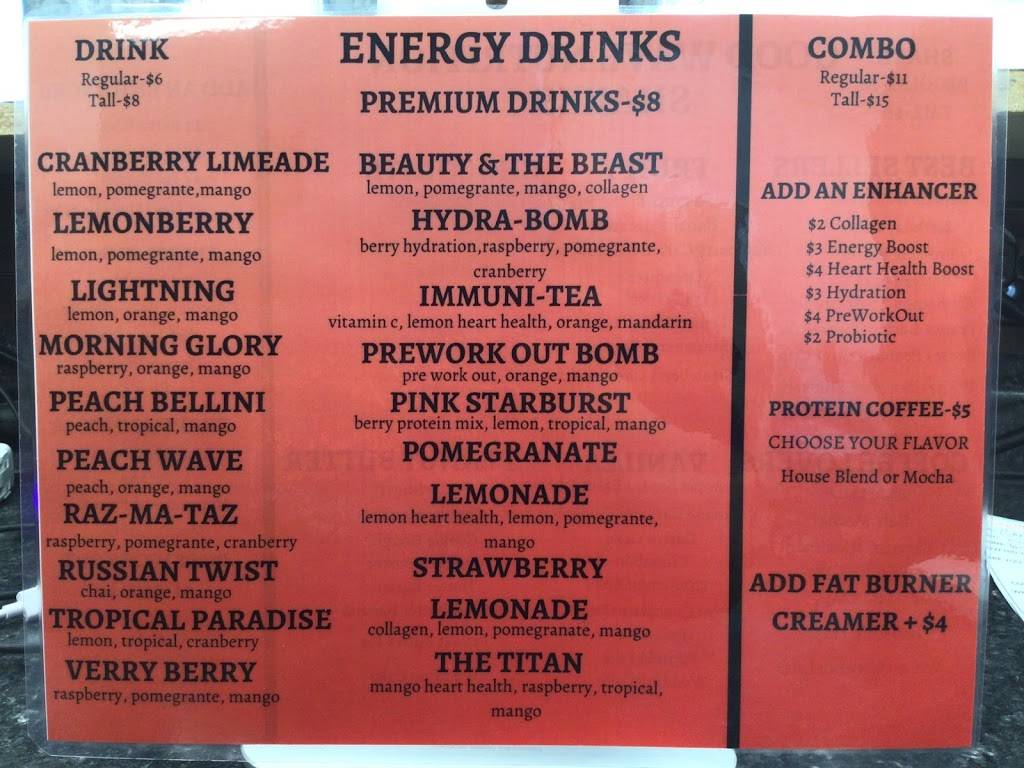 DRINK
Regular-$6
Tall-$8
CRANBERRY LIMEADE
lemon, pomegrante,mango
LEMONBERRY
lemon, pomegrante, mango
LIGHTNING
lemon, orange, mango
MORNING GLORY
raspberry, orange, mango
PEACH BELLINI
peach, tropical, mango
PEACH WAVE
peach, orange, mango
RAZ-MA-TAZ
raspberry, pomegrante, cranberry
RUSSIAN TWIST
chai, orange, mango
TROPICAL PARADISE
lemon, tropical, cranberry
VERRY BERRY
raspberry, pomegrante, mango
ENERGY DRINKS
PREMIUM DRINKS-$8
BEAUTY & THE BEAST
lemon, pomegrante, mango, collagen
HYDRA-BOMB
berry hydration,raspberry, pomegrante,
cranberry
IMMUNI-TEA
vitamin c, lemon heart health, orange, mandarin
PREWORK OUT BOMB
pre work out, orange, mango
PINK STARBURST
berry protein mix, lemon, tropical, mango
POMEGRANATE
LEMONADE
lemon heart health, lemon, pomegrante,
mango
STRAWBERRY
LEMONADE
collagen, lemon, pomegranate, mango
THE TITAN
mango heart health, raspberry, tropical,
mango
COMBO
Regular-$11
Tall-$15
ADD AN ENHANCER
$2 Collagen
$3 Energy Boost
$4 Heart Health Boost
$3 Hydration
$4 PreWorkOut
$2 Probiotic
PROTEIN COFFEE-$5
CHOOSE YOUR FLAVOR
House Blend or Mocha
ADD FAT BURNER
CREAMER + $4